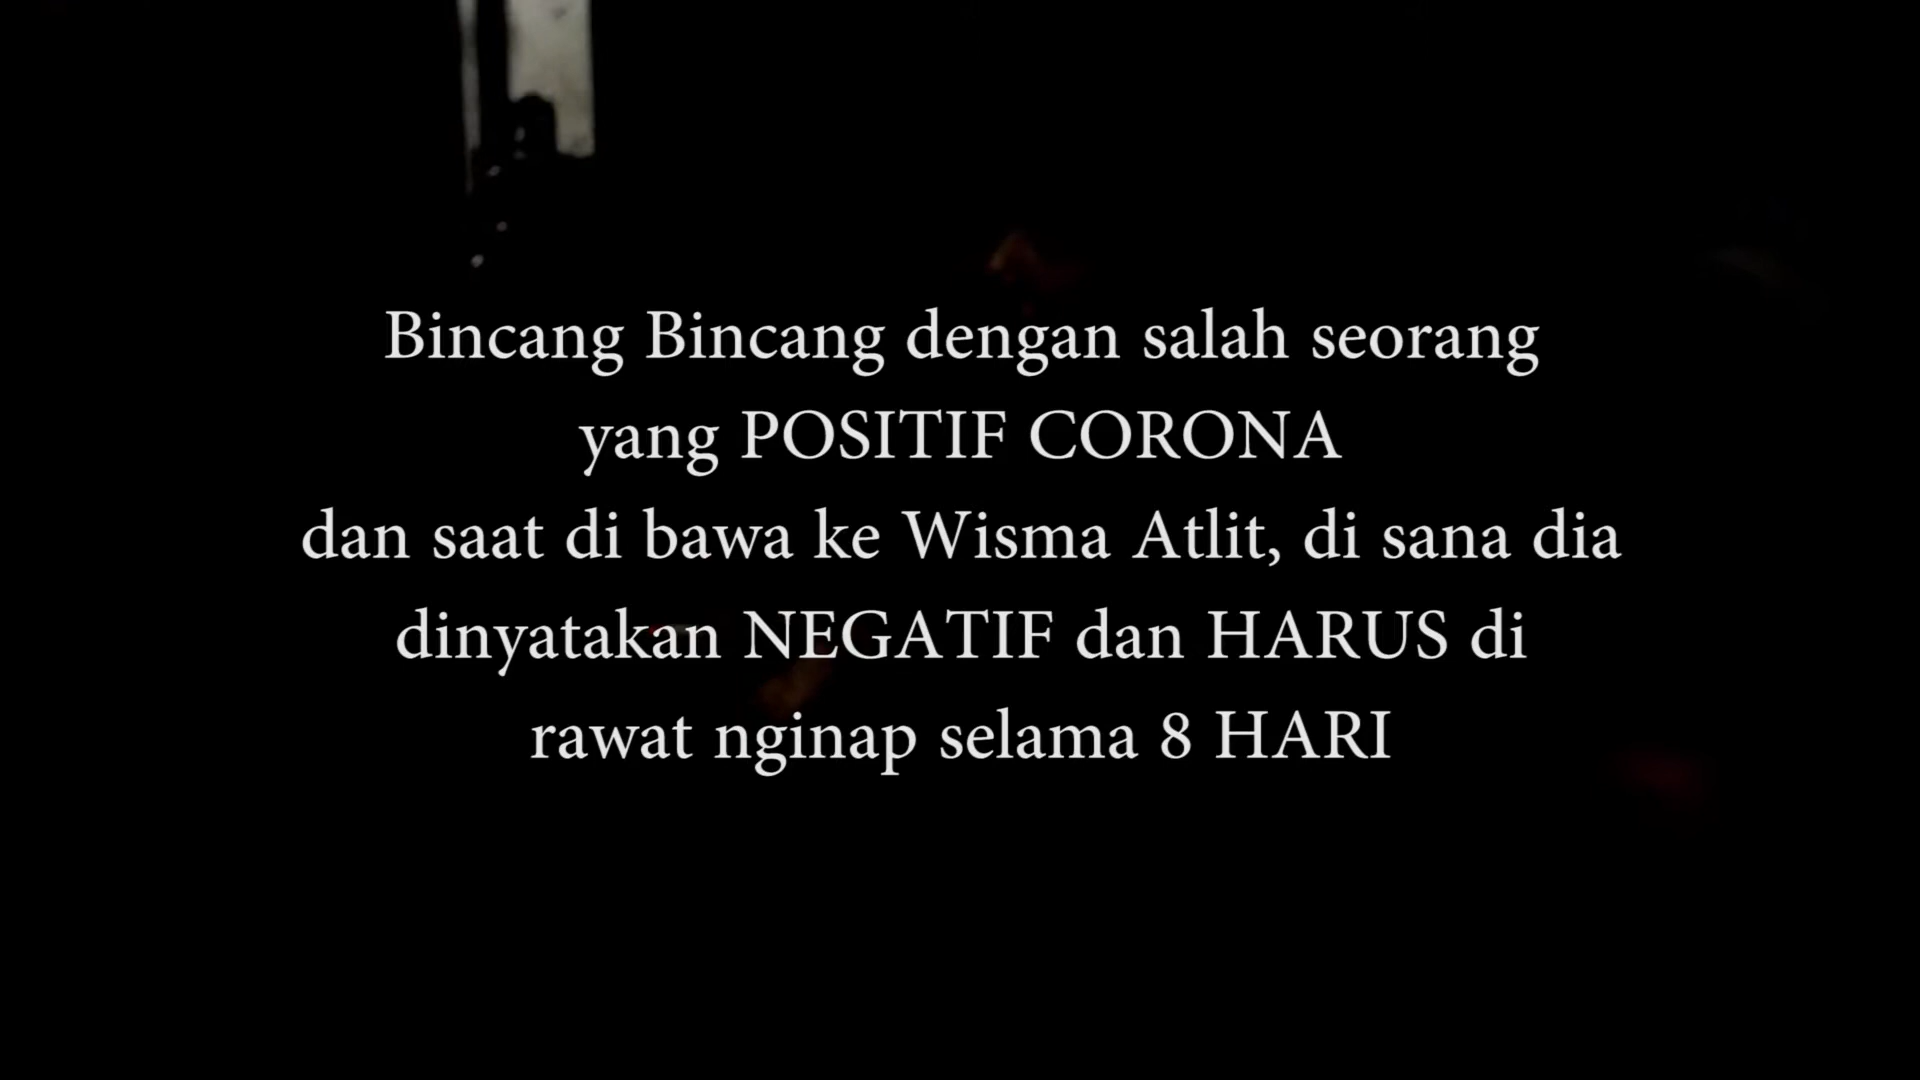 Bincang Bincang dengan salah seorang
yang POSITIF CORONA
dan saat di bawa ke Wisma Atlit, di sana dia
dinyatakan NEGATIF dan HARUS di
rawat nginap selama 8 HARI